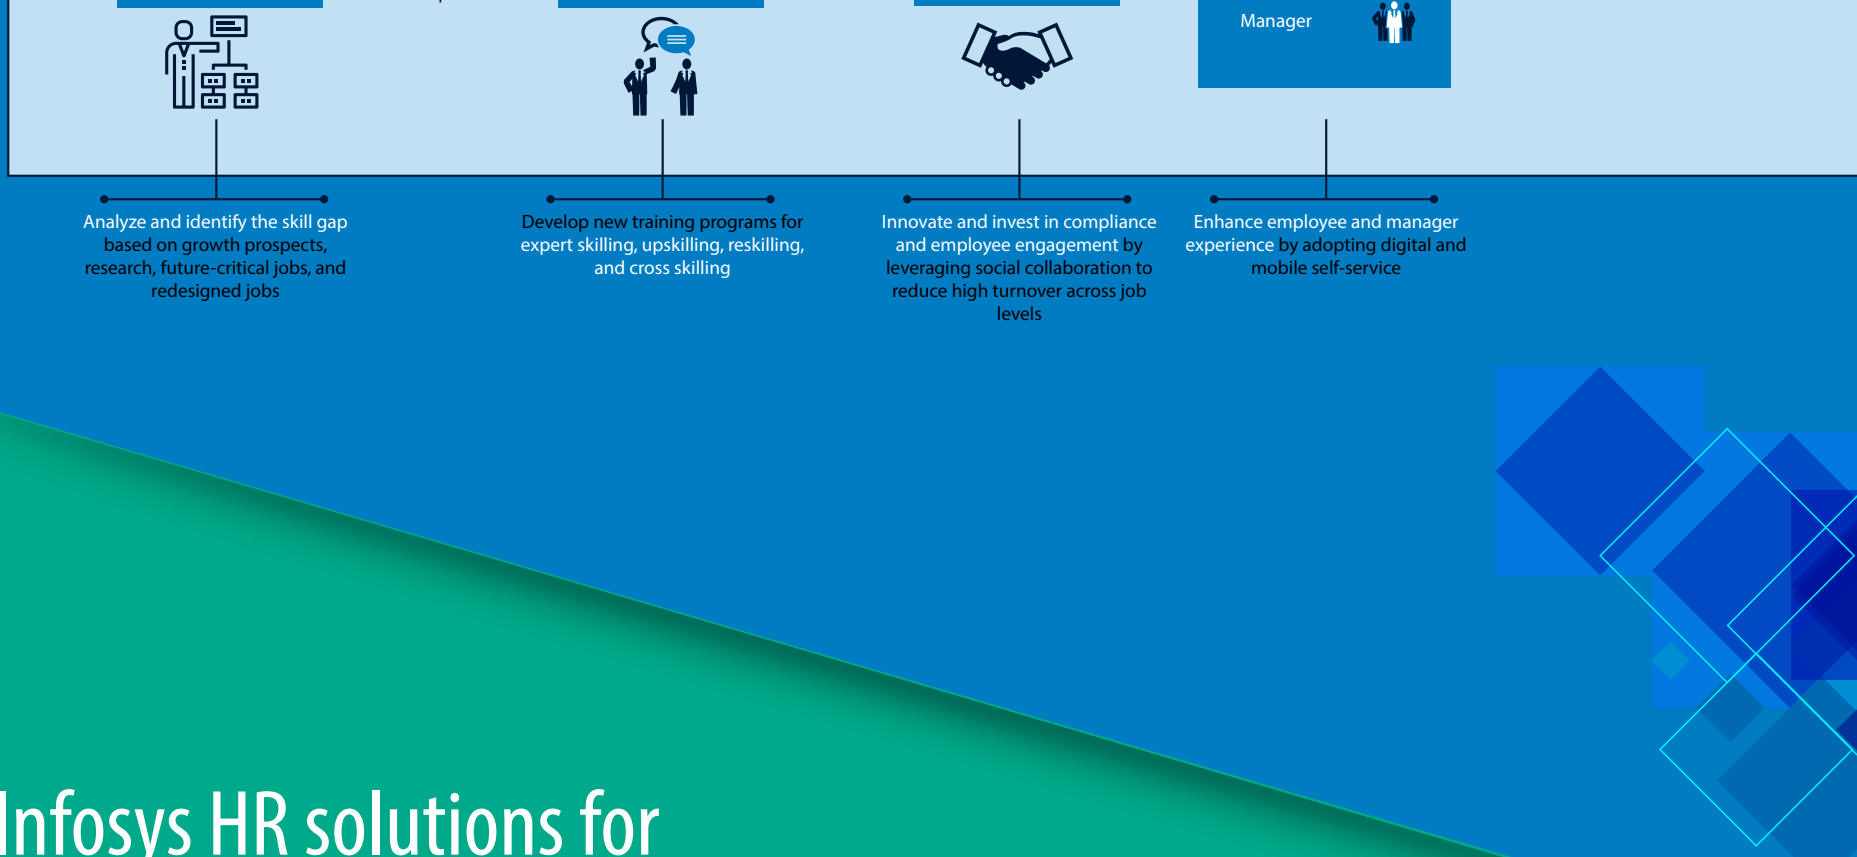 Manager
Analyze and identify the skill gap
based on growth prospects,
research, future-critical jobs, and
redesigned jobs
Develop new training programs for
expert skilling, upskilling, reskilling,
and cross skilling
Innovate and invest in compliance
and employee engagement by
leveraging social collaboration to
reduce high turnover across job
levels
Enhance employee and manager
experience by adopting digital and
mobile self-service
Infosys HR solutions for